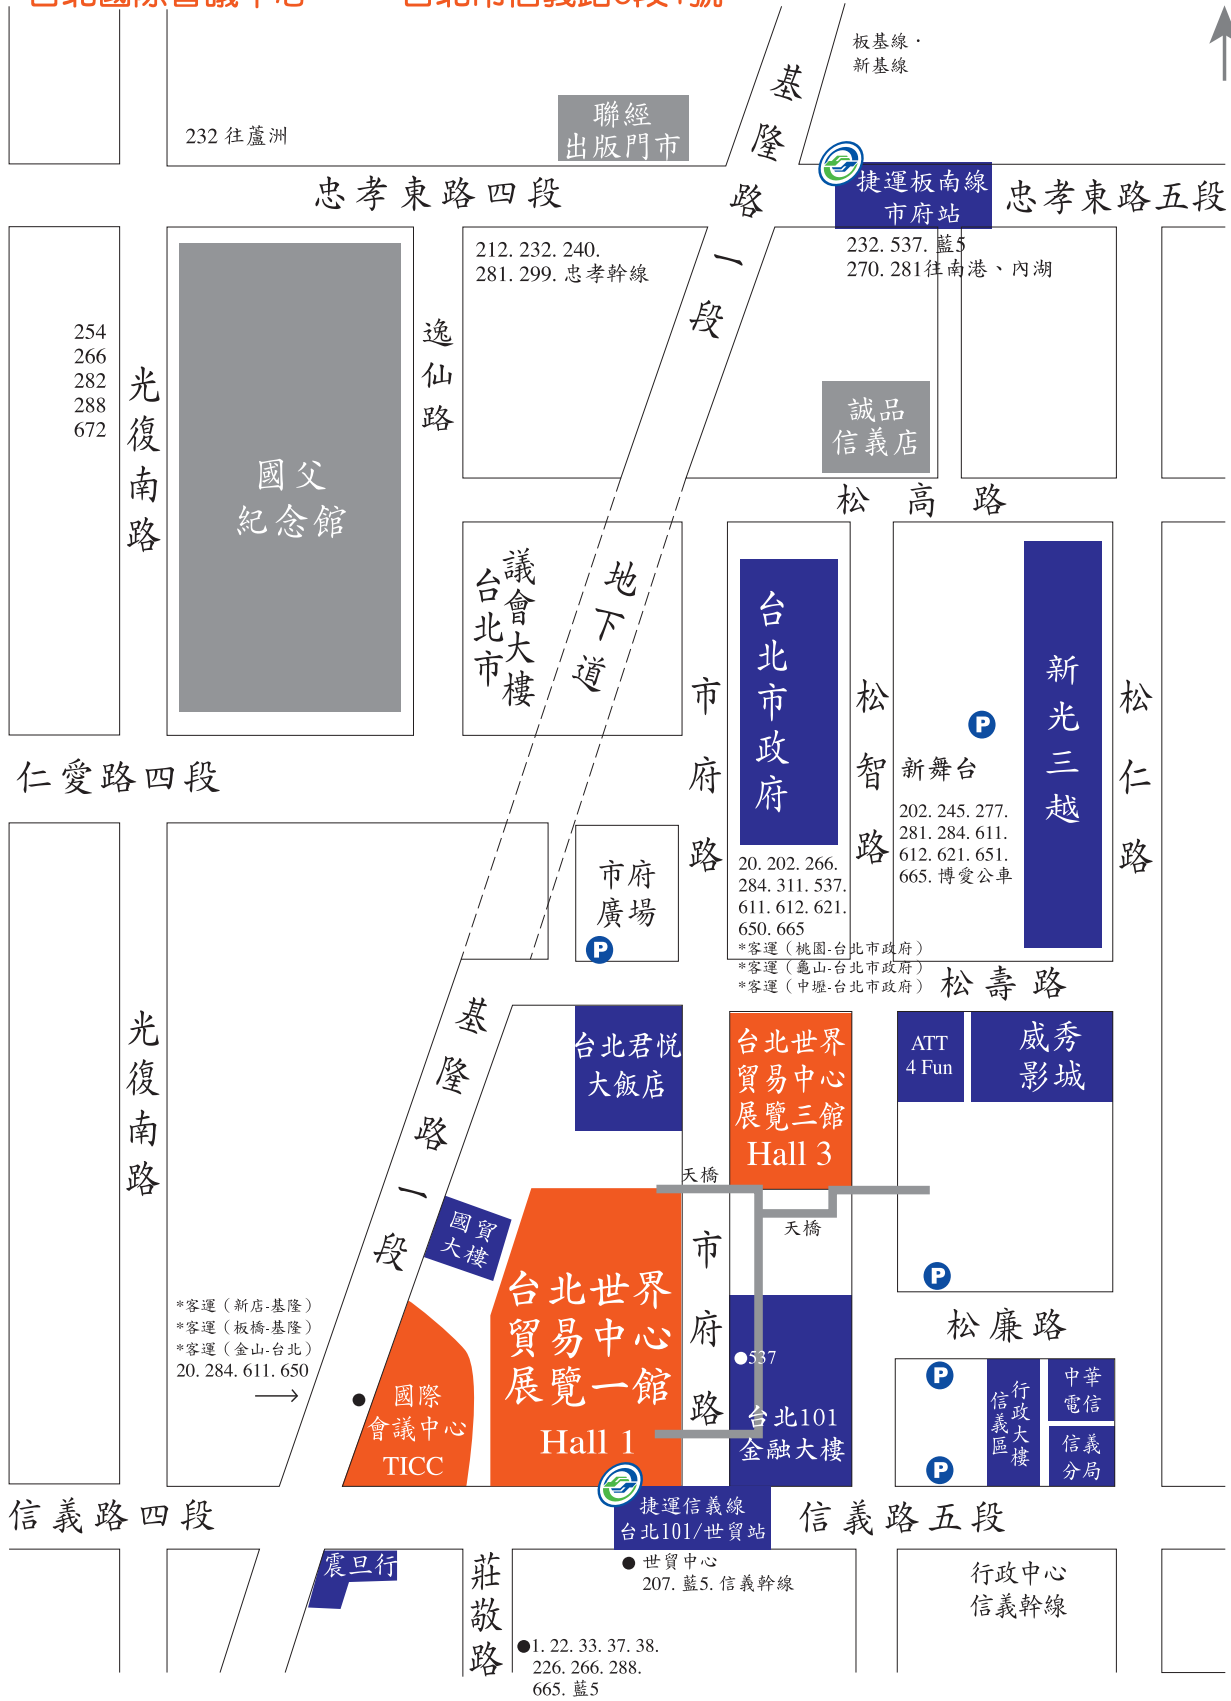 台北國際會議中心
台北市信義路5段1號
板基線·
新基線
232 往蘆洲
聯經
出版門市
基隆路一段
捷運板南線
市府站
忠孝東路四段
忠孝東路五段
212. 232. 240.
281. 299. 忠孝幹線
232. 537. 藍5
270. 281往南港、內湖
254
266
282
288
672
光復南路
逸仙路
國父
紀念館
誠品
信義店
松高路
台北市
議會大樓
地下道
市府路
台北市政府
松智路
新光三越
松仁路
P
新舞台
202. 245. 277.
281. 284. 611.
612. 621. 651.
665. 博愛公車
仁愛路四段
市府
廣場
P
20. 202. 266.
284. 311. 537.
611. 612. 621.
650. 665
*客運（桃園-台北市政府）
*客運（龜山-台北市政府）
*客運（中壢-台北市政府）
松壽路
光復南路
基隆路一段
台北君悅
大飯店
台北世界
貿易中心
展覽三館
Hall 3
ATT
4 Fun
威秀
影城
天橋
天橋
國貿
大樓
台北世界
貿易中心
展覽一館
Hall 1
市府路
P
松廉路
*客運（新店-基隆）
*客運（板橋-基隆）
*客運（金山-台北）
20. 284. 611. 650
國際
會議中心
TICC
537
台北101
金融大樓
P
P
信義區
行政大樓
中華
電信
信義
分局
信義路四段
捷運信義線
台北101/世貿站
信義路五段
震旦行
莊敬路
世貿中心
207. 藍5. 信義幹線
行政中心
信義幹線
1. 22. 33. 37. 38.
226. 266. 288.
665. 藍5